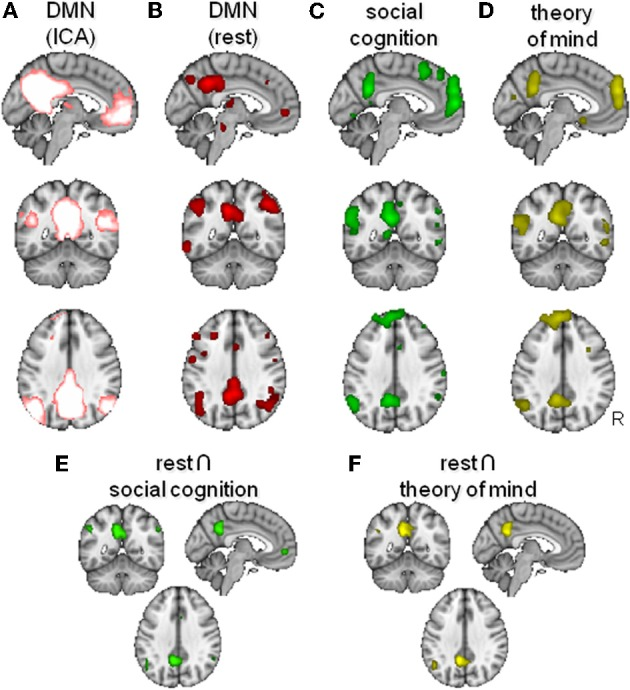 A DMN (ICA)
B DMN (rest)
C social cognition
D theory of mind
R
E rest∩ social cognition
F rest∩ theory of mind